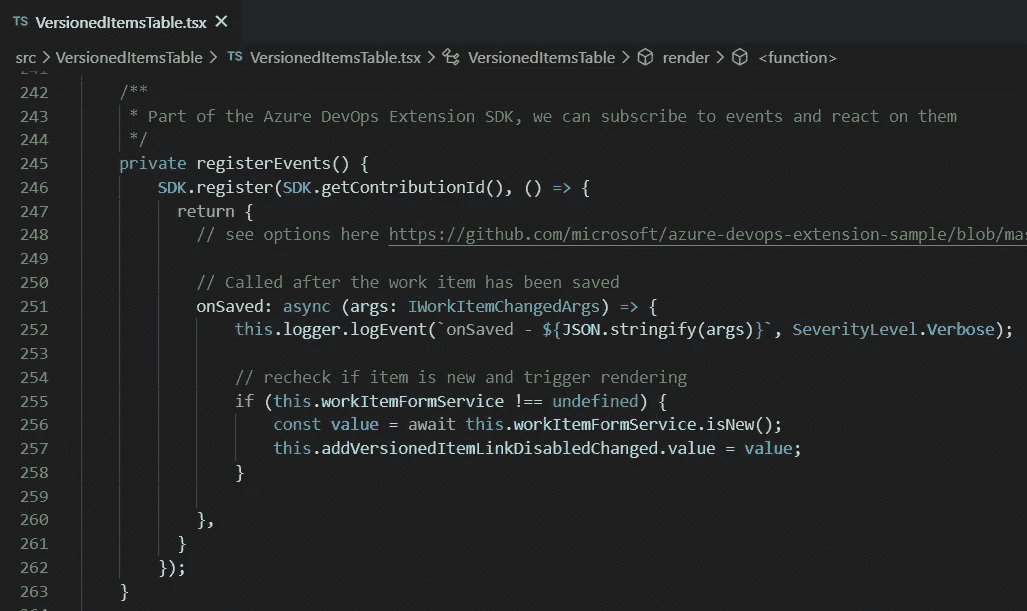 TS VersionedItemsTable.tsx ×
src > VersionedItemsTable > TS VersionedItemsTable.tsx > VersionedItemsTable > render > <function>
241
242 /**
243 * Part of the Azure DevOps Extension SDK, we can subscribe to events and react on them
244 */
245 private registerEvents() {
246 SDK.register(SDK.getContributionId(), () => {
247 return {
248 // see options here https://github.com/microsoft/azure-devops-extension-sample/blob/mas
249
250 // Called after the work item has been saved
251 onSaved: async (args: IWorkItemChangedArgs) => {
252 this.logger.logEvent(`onSaved - ${JSON.stringify(args)}`, SeverityLevel.Verbose);
253
254 // recheck if item is new and trigger rendering
255 if (this.workItemFormService !== undefined) {
256 const value = await this.workItemFormService.isNew();
257 this.addVersionedItemLinkDisabledChanged.value = value;
258 }
259
260 },
261 }
262 });
263 }